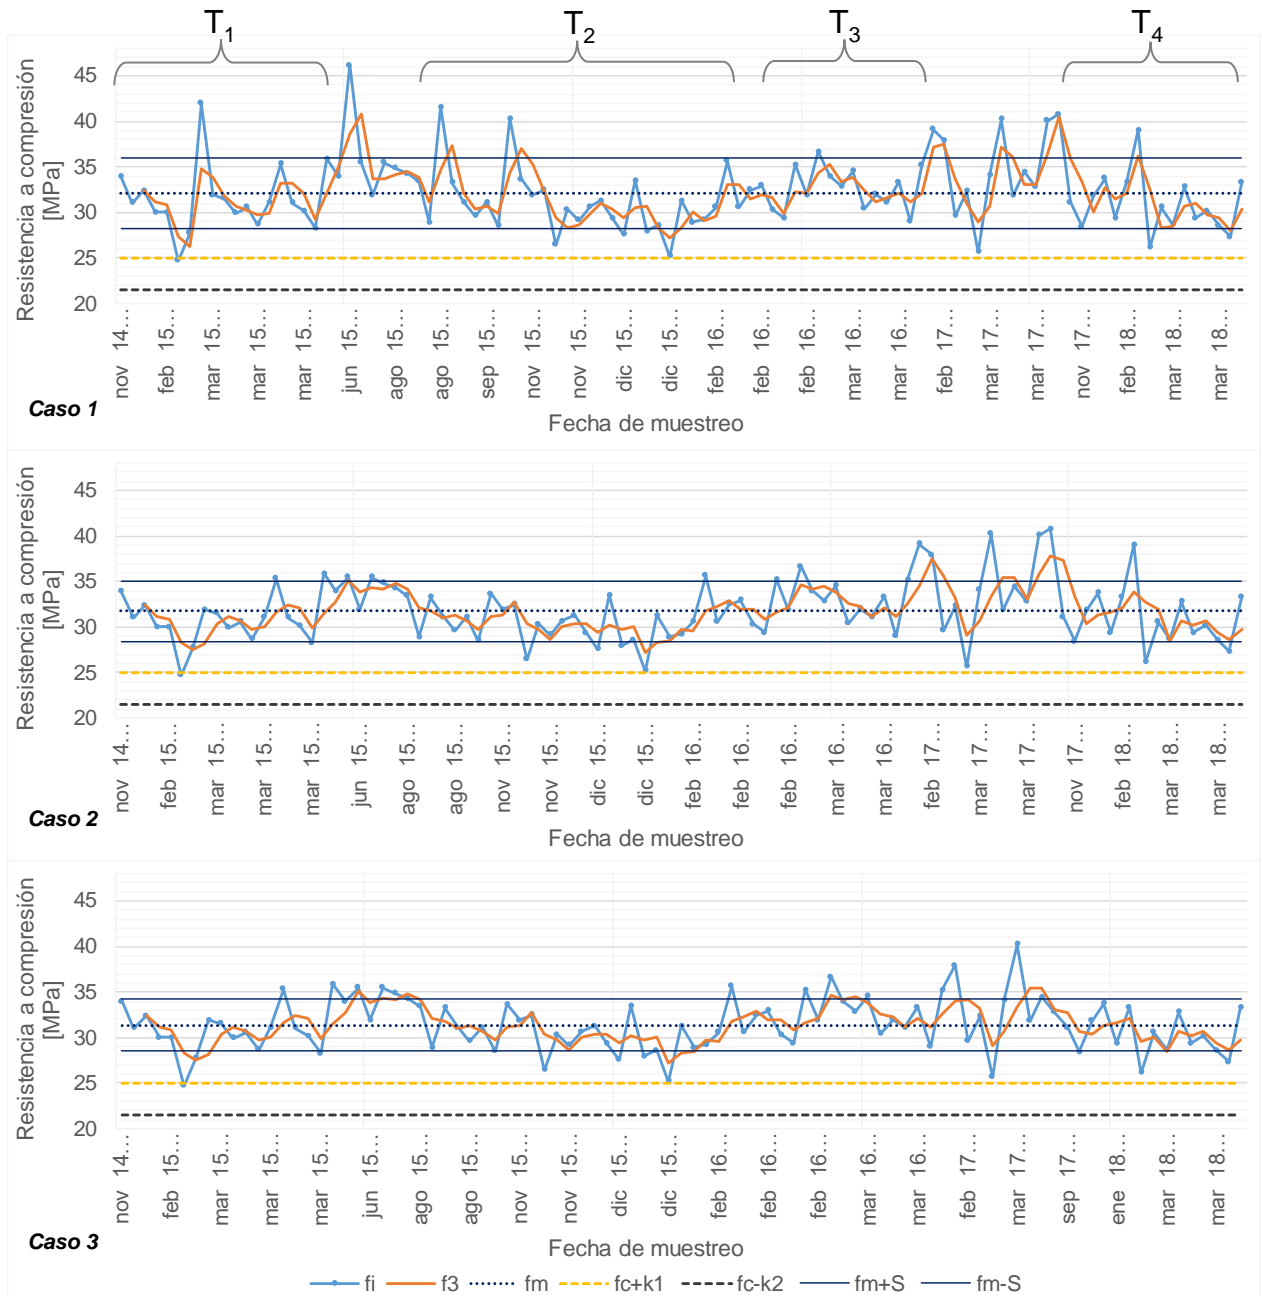 T1 T2 T3 T4
Resistencia a compresión
[MPa]
45
40
35
30
25
20
nov 14...
feb 15...
mar 15...
mar 15...
mar 15...
jun 15...
ago 15...
ago 15...
sep 15...
nov 15...
nov 15...
dic 15...
dic 15...
feb 16...
feb 16...
feb 16...
mar 16...
mar 16...
feb 17...
mar 17...
mar 17...
nov 17...
feb 18...
mar 18...
mar 18...
Caso 1
Fecha de muestreo
Resistencia a compresión
[MPa]
45
40
35
30
25
20
nov 14...
feb 15...
mar 15...
mar 15...
mar 15...
jun 15...
ago 15...
ago 15...
nov 15...
nov 15...
dic 15...
dic 15...
feb 16...
feb 16...
feb 16...
mar 16...
mar 16...
feb 17...
mar 17...
mar 17...
nov 17...
feb 18...
mar 18...
mar 18...
Caso 2
Fecha de muestreo
Resistencia a compresión
[MPa]
45
40
35
30
25
20
nov 14...
feb 15...
mar 15...
mar 15...
mar 15...
jun 15...
ago 15...
ago 15...
nov 15...
nov 15...
dic 15...
dic 15...
feb 16...
feb 16...
feb 16...
mar 16...
mar 16...
feb 17...
mar 17...
sep 17...
ene 18...
mar 18...
mar 18...
Caso 3
Fecha de muestreo
fi f3 fm fc+k1 fc-k2 fm+S fm-S